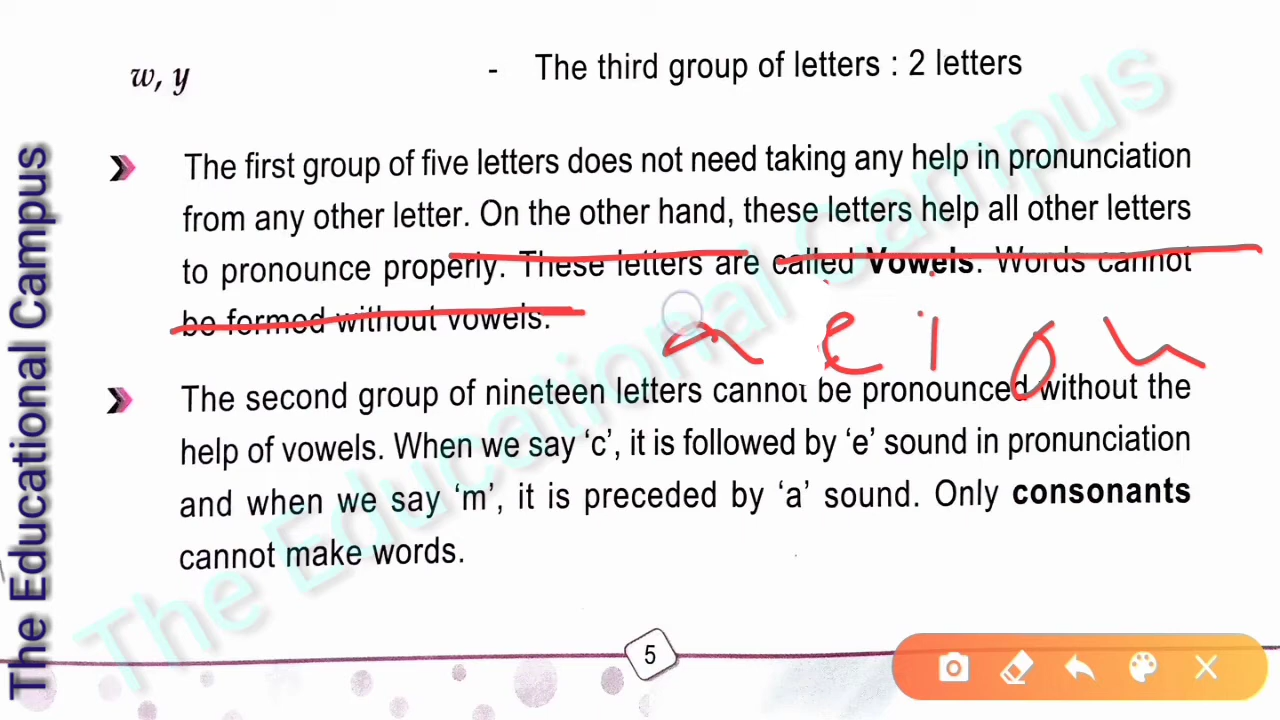 w, y - The third group of letters : 2 letters
The first group of five letters does not need taking any help in pronunciation
from any other letter. On the other hand, these letters help all other letters
to pronounce properly. These letters are called Vowels. Words cannot
be formed without vowels.
a e i o u
The second group of nineteen letters cannot be pronounced without the
help of vowels. When we say ‘c’, it is followed by ‘e’ sound in pronunciation
and when we say ‘m’, it is preceded by ‘a’ sound. Only consonants
cannot make words.
5
The Educational Campus
The Educational Campus